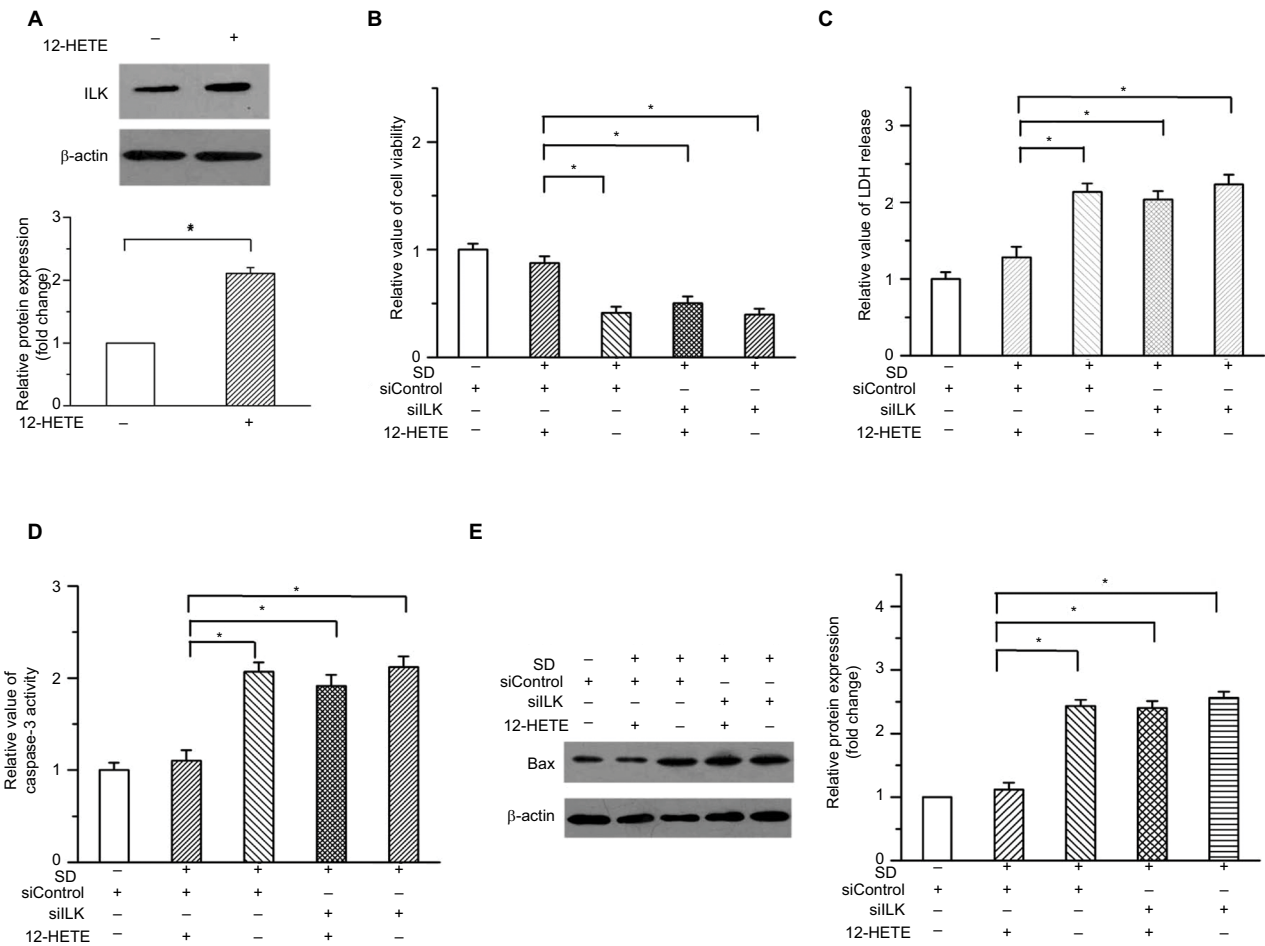 A
12-HETE – +
ILK
β-actin
Relative protein expression
(fold change)
3
2
1
0
*
12-HETE – +
B
Relative value of cell viability
2
1
0
* * *
SD – + + + +
siControl + + + – –
siILK – – – + +
12-HETE – + – + –
C
Relative value of LDH release
3
2
1
0
* * *
SD – + + + +
siControl + + + – –
siILK – – – + +
12-HETE – + – + –
D
Relative value of
caspase-3 activity
3
2
1
0
* * *
SD – + + + +
siControl + + + – –
siILK – – – + +
12-HETE – + – + –
E
SD – + + + +
siControl + + + – –
siILK – – – + +
12-HETE – + – + –
Bax
β-actin
Relative protein expression
(fold change)
4
3
2
1
0
* * *
SD – + + + +
siControl + + + – –
siILK – – – + +
12-HETE – + – + –